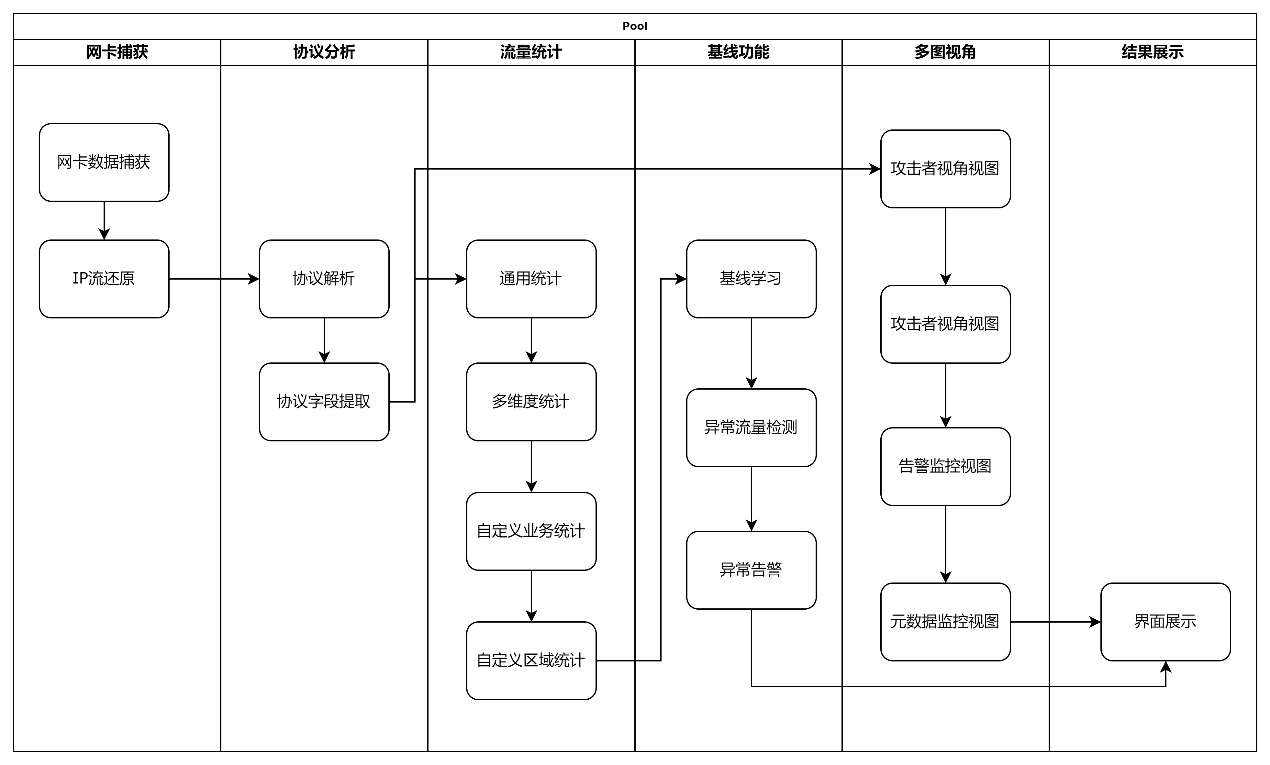 Pool
网卡捕获
协议分析
流量统计
基线功能
多图视角
结果展示
网卡数据捕获
IP流还原
协议解析
协议字段提取
通用统计
多维度统计
自定义业务统计
自定义区域统计
基线学习
异常流量检测
异常告警
攻击者视角视图
攻击者视角视图
告警监控视图
元数据监控视图
界面展示